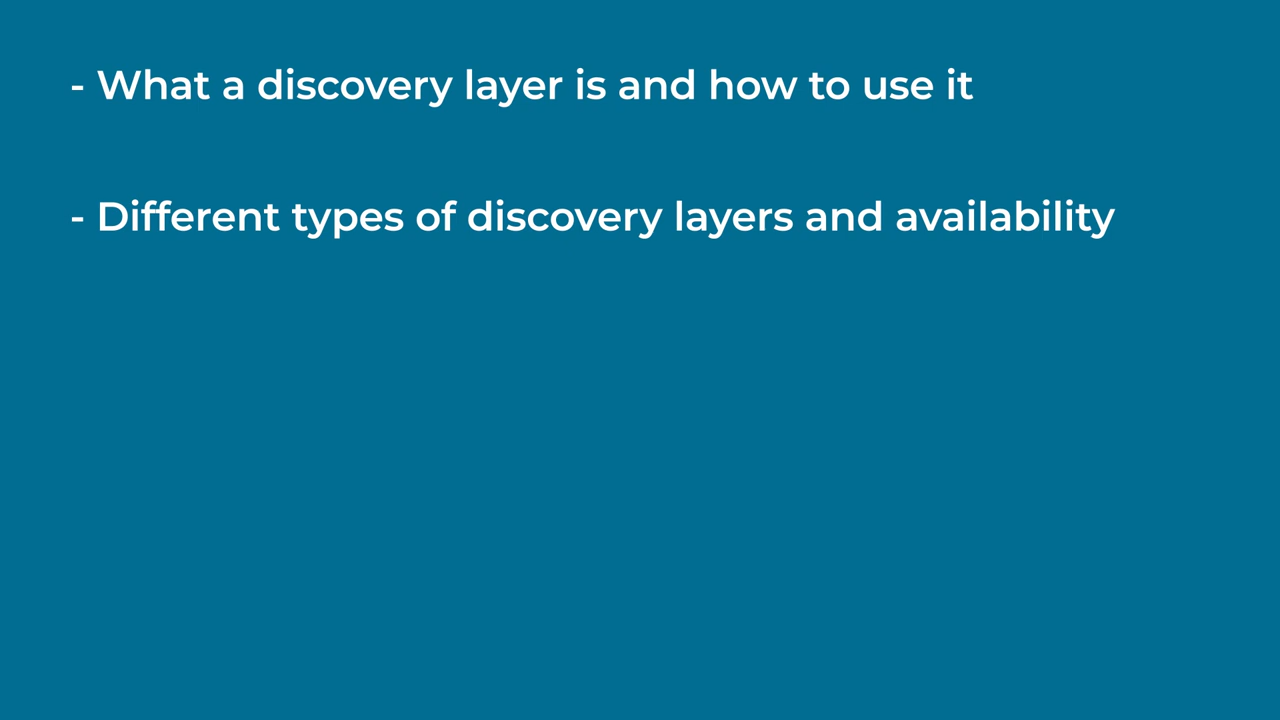 - What a discovery layer is and how to use it
- Different types of discovery layers and availability